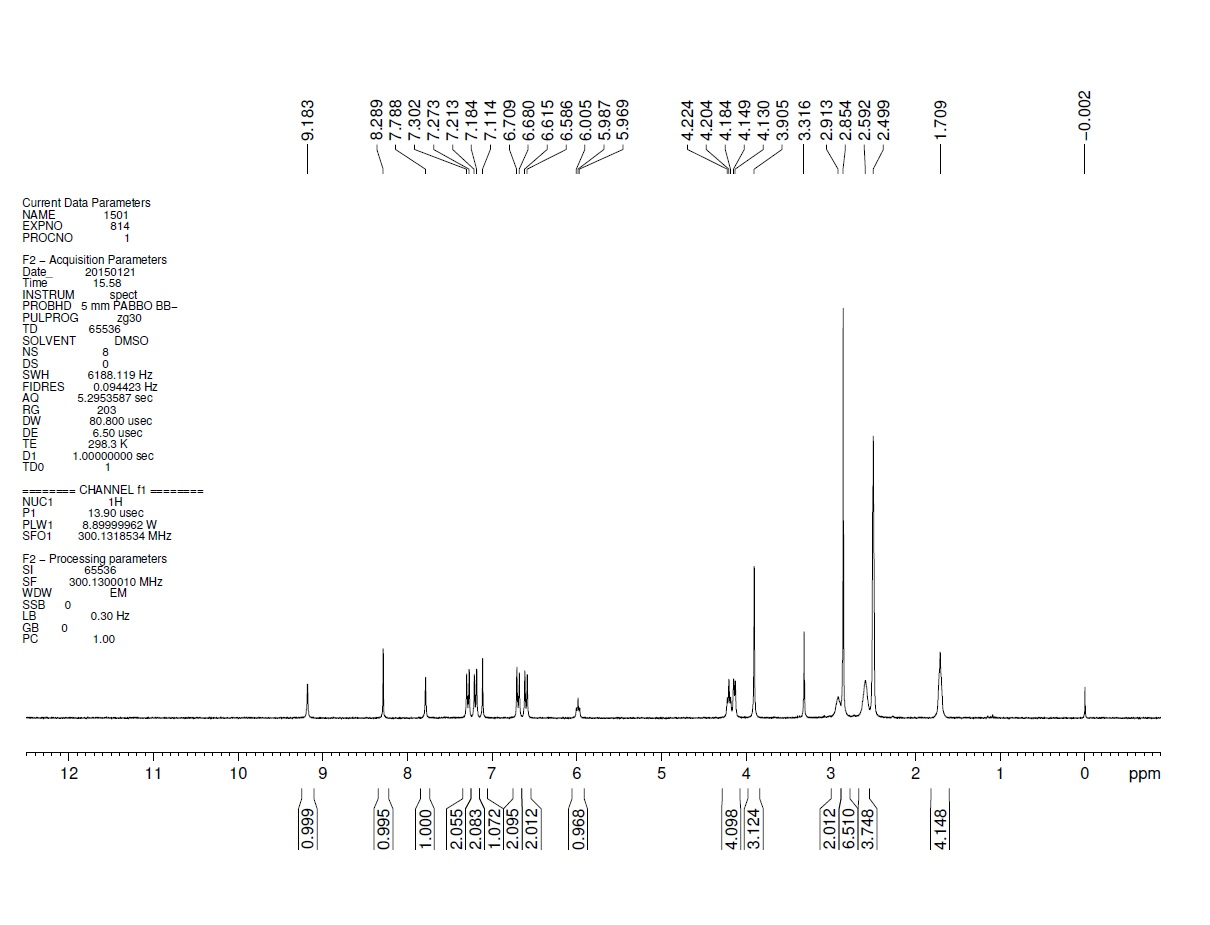 9.183
8.289
7.788
7.302
7.273
7.213
7.184
7.114
6.709
6.680
6.615
6.586
6.005
5.987
5.969
4.224
4.204
4.184
4.149
4.130
3.905
3.316
2.913
2.854
2.592
2.499
1.709
−0.002
Current Data Parameters
NAME 1501
EXPNO 814
PROCNO 1
F2 − Acquisition Parameters
Date_ 20150121
Time 15.58
INSTRUM spect
PROBHD 5 mm PABBO BB−
PULPROG zg30
TD 65536
SOLVENT DMSO
NS 8
DS 0
SWH 6188.119 Hz
FIDRES 0.094423 Hz
AQ 5.2953587 sec
RG 203
DW 80.800 usec
DE 6.50 usec
TE 298.3 K
D1 1.00000000 sec
TD0 1
======== CHANNEL f1 ========
NUC1 1H
P1 13.90 usec
PLW1 8.89999962 W
SFO1 300.1318534 MHz
F2 − Processing parameters
SI 65536
SF 300.1300010 MHz
WDW EM
SSB 0
LB 0.30 Hz
GB 0
PC 1.00
12 11 10 9 8 7 6 5 4 3 2 1 0 ppm
0.999
0.995
1.000
2.055
2.083
1.072
2.095
2.012
0.968
4.098
3.124
2.012
6.510
3.748
4.148